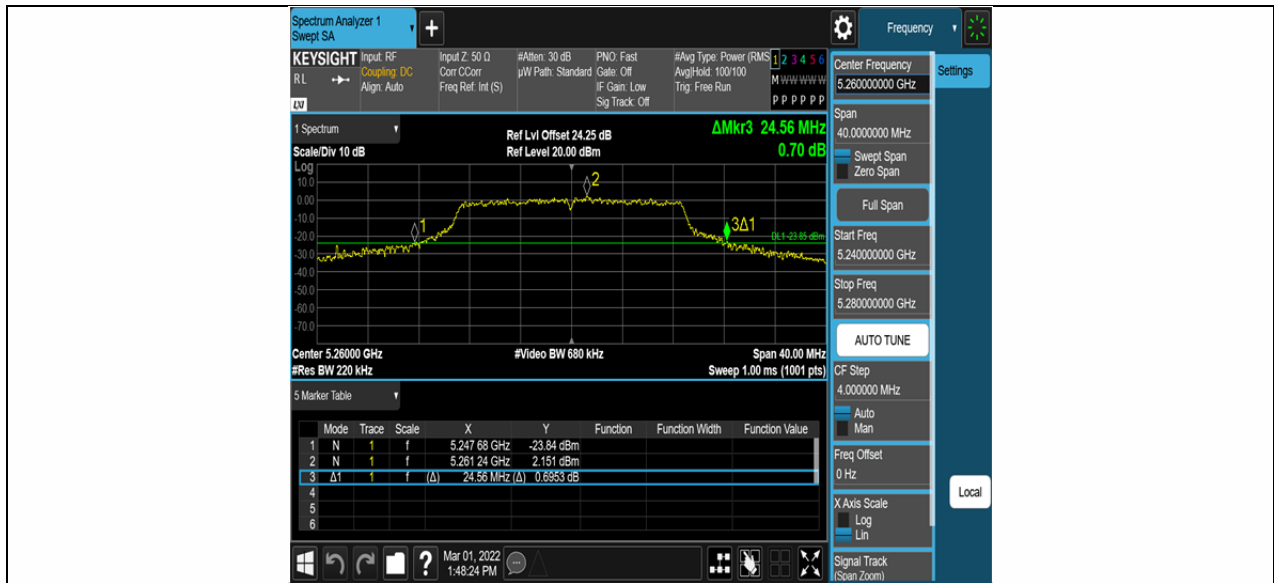 Spectrum Analyzer 1
Swept SA
+
Frequency
KEYSIGHT Input: RF
R L
Coupling: DC
Align: Auto
Input Z: 50 Ω
Corr CCorr
Freq Ref: Int (S)
#Atten: 30 dB
µW Path: Standard
PNO: Fast
Gate: Off
IF Gain: Low
Sig Track: Off
#Avg Type: Power (RMS
Avg|Hold: 100/100
Trig: Free Run
1 2 3 4 5 6
M W W W W W
P P P P P P
LXI
Center Frequency
5.260000000 GHz
Settings
Span
40.0000000 MHz
Swept Span
Zero Span
Full Span
Start Freq
5.240000000 GHz
Stop Freq
5.280000000 GHz
AUTO TUNE
CF Step
4.000000 MHz
Auto
Man
Freq Offset
0 Hz
X Axis Scale
Log
Lin
Signal Track
(Span Zoom)
Local
1 Spectrum
Scale/Div 10 dB
Ref Lvl Offset 24.25 dB
Ref Level 20.00 dBm
ΔMkr3 24.56 MHz
0.70 dB
Log
10.0
0.00
-10.0
-20.0
-30.0
-40.0
-50.0
-60.0
-70.0
1
2
3Δ1
DL1 -23.85 dBm
Center 5.26000 GHz
#Res BW 220 kHz
#Video BW 680 kHz
Span 40.00 MHz
Sweep 1.00 ms (1001 pts)
5 Marker Table
Mode Trace Scale X Y Function Function Width Function Value
1 N 1 f 5.247 68 GHz -23.84 dBm
2 N 1 f 5.261 24 GHz 2.151 dBm
3 Δ1 1 f (Δ) 24.56 MHz (Δ) 0.6953 dB
4
5
6
?
Mar 01, 2022
1:48:24 PM